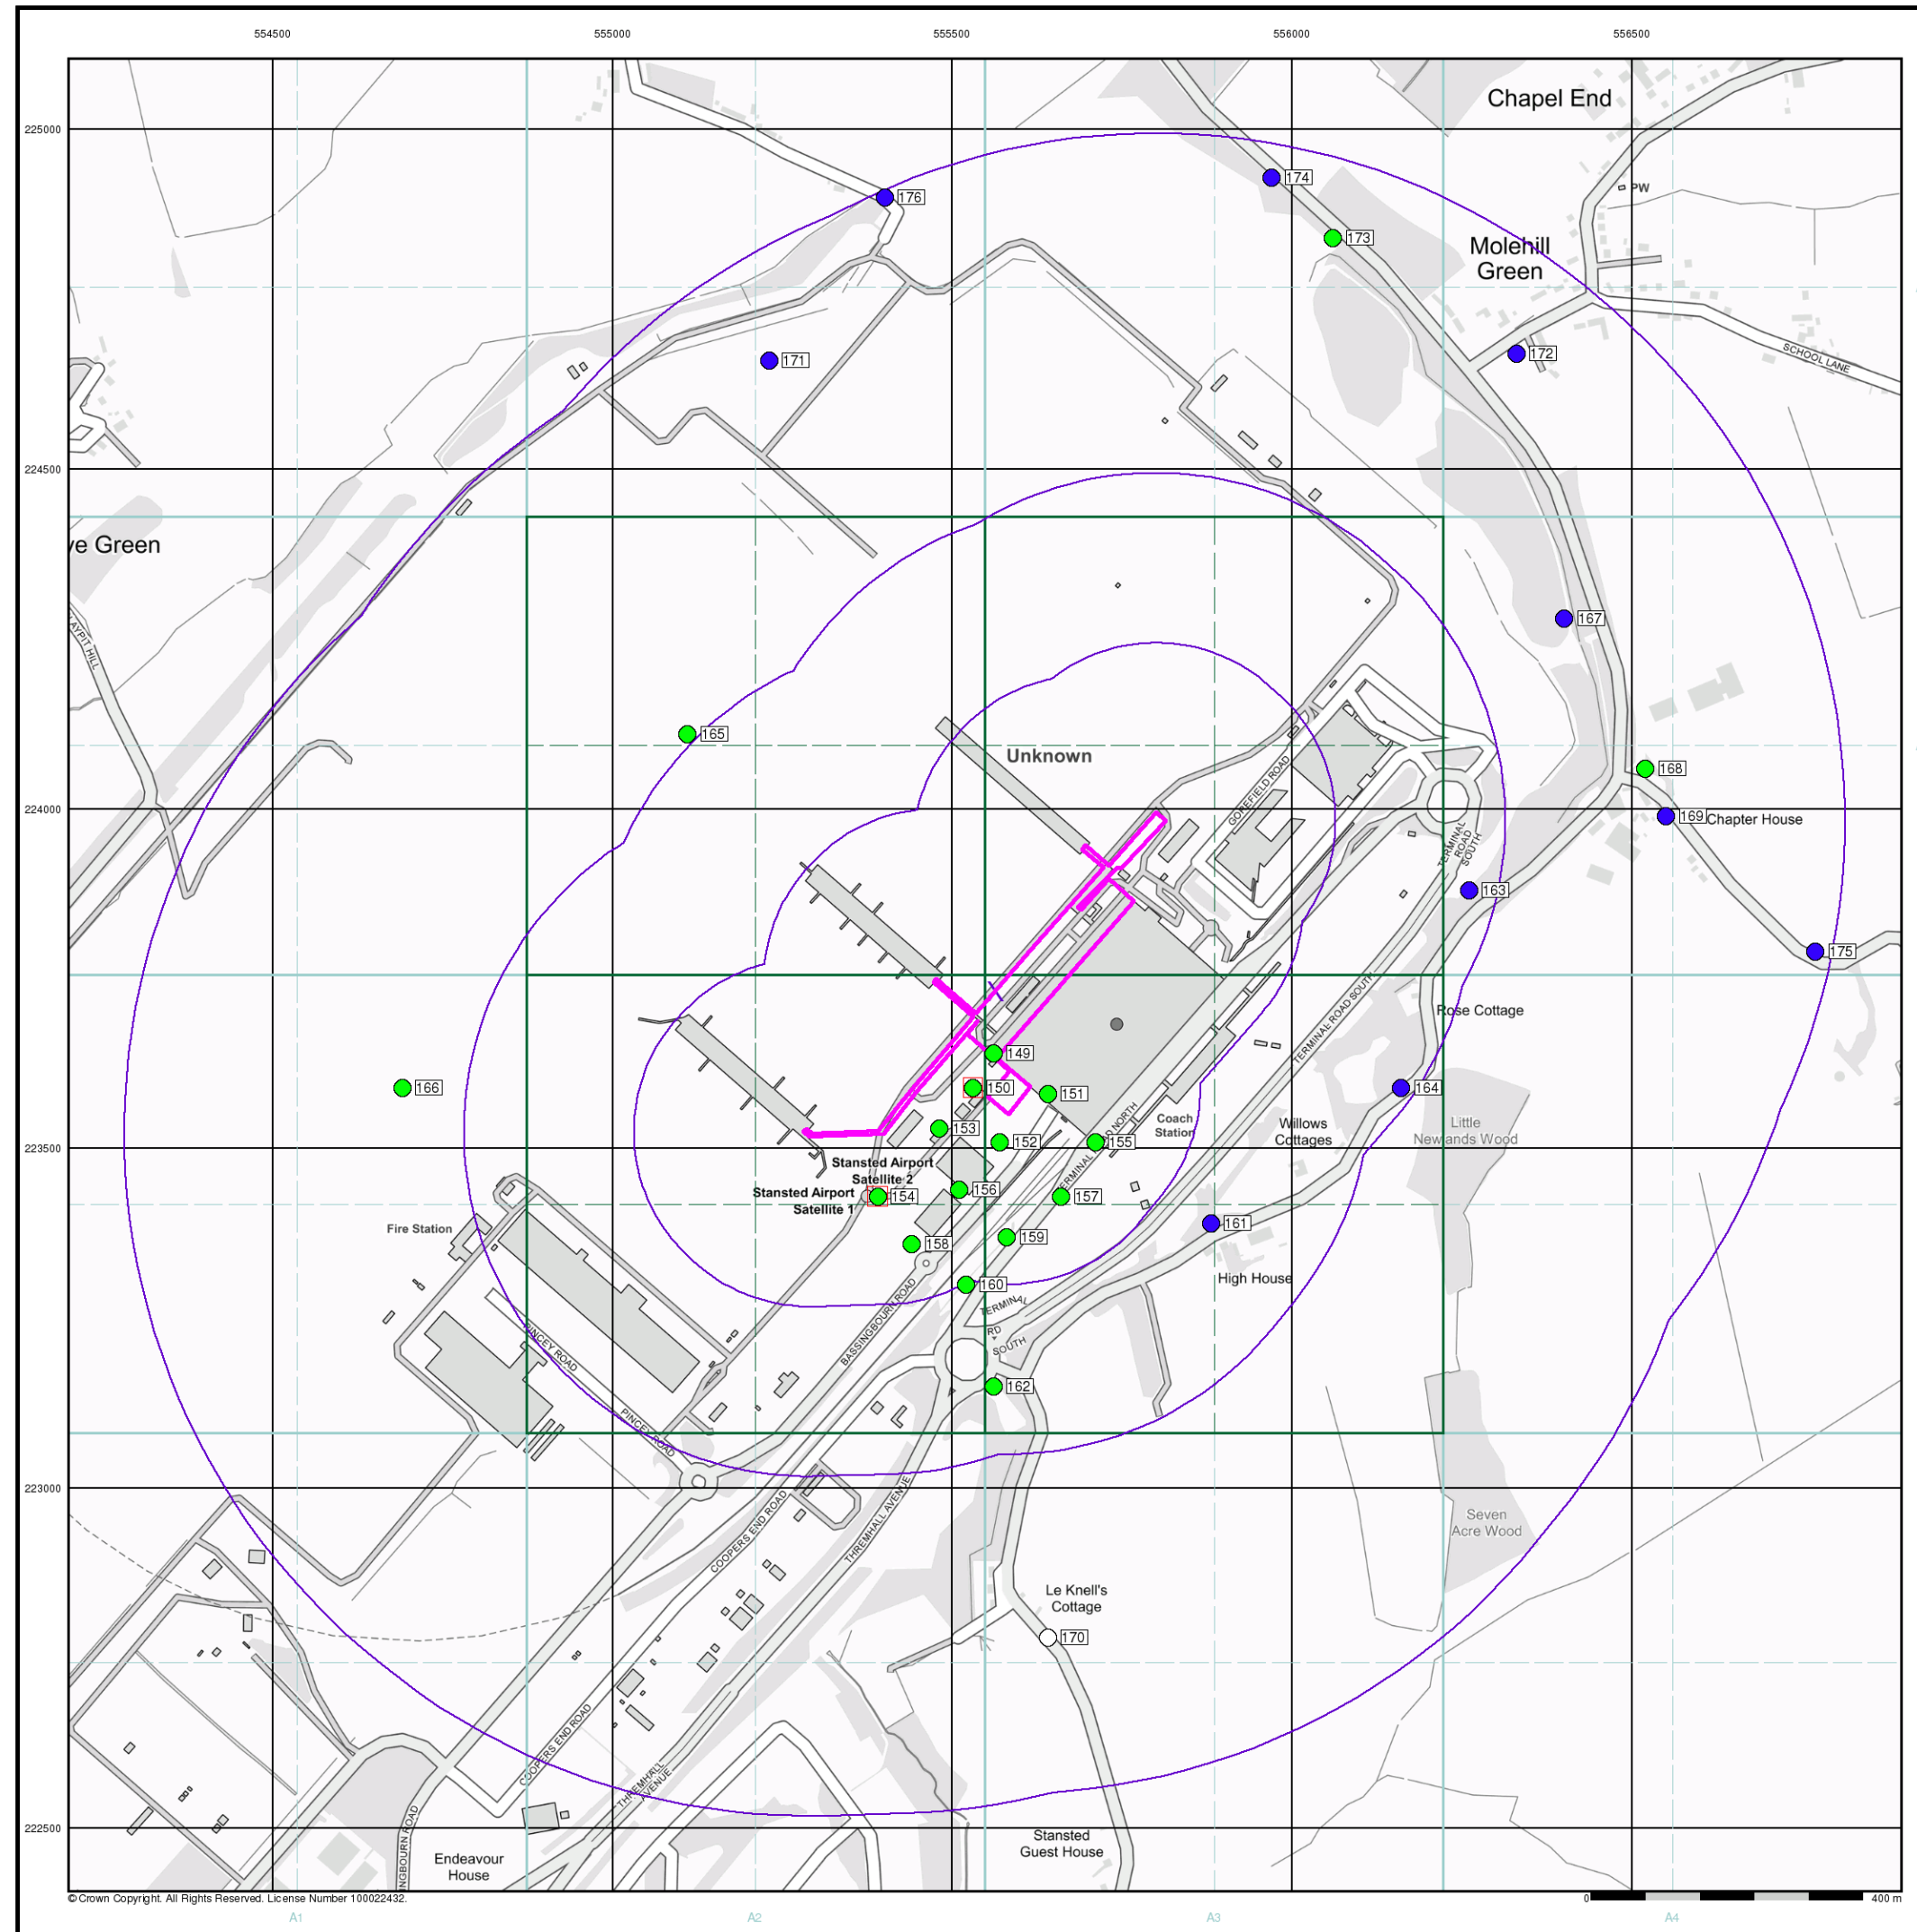 554500
555000
555500
556000
556500
225000
224500
224000
223500
223000
222500
Chapel End
PW
Molehill
Green
SCHOOL LANE
174
173
176
171
172
ve Green
167
165
Unknown
COREFIELD ROAD
168
169
Chapter House
TERMINAL
ROAD
SOUTH
163
175
X
Rose Cottage
TERMINAL ROAD SOUTH
149
150
151
166
164
153
152
155
Coach
Station
Willows
Cottages
Little
Newlands Wood
Stansted Airport
Satellite 2
Stansted Airport
Satellite 1
154
156
157
Fire Station
158
159
161
High House
160
TERMINAL
RD
SOUTH
BASSINGBOURN ROAD
PINCEY ROAD
162
PINCEY ROAD
COOPERS END ROAD
THREMHALL AVENUE
Seven
Acre Wood
Le Knell's
Cottage
170
COOPERS END ROAD
THREMHALL
AVENUE
Stansted
Guest House
Endeavour
House
© Crown Copyright. All Rights Reserved. License Number 100022432.
0
400 m
A1
A2
A3
A4